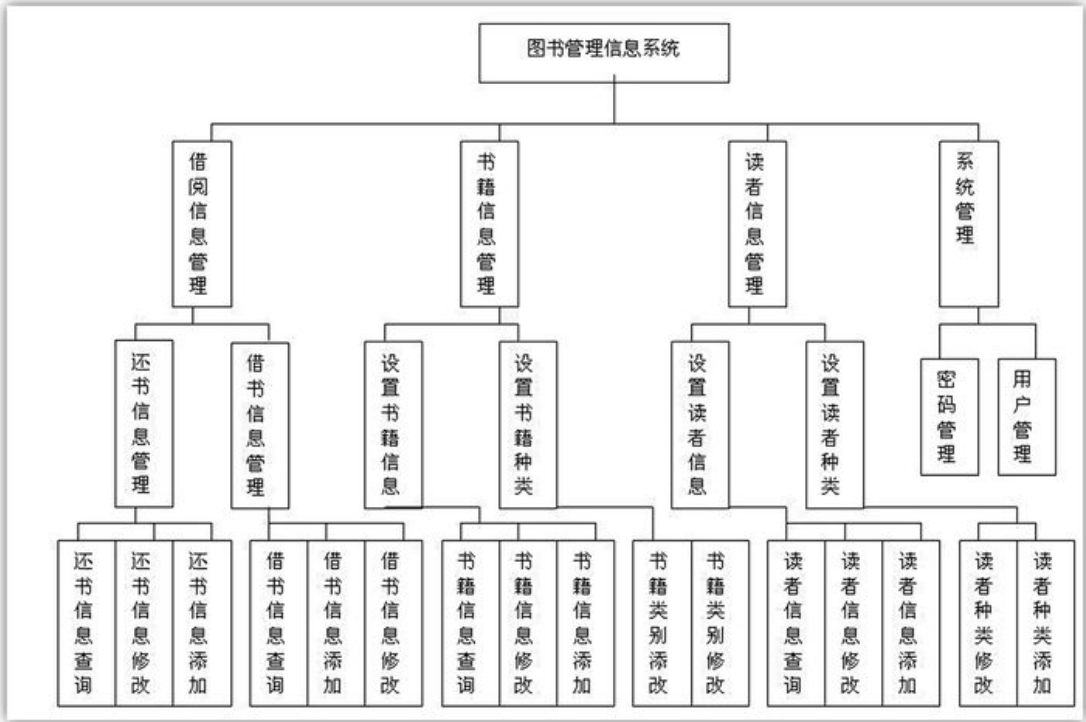 图书管理信息系统
借阅信息管理
书籍信息管理
读者信息管理
系统管理
还书信息管理
借书信息管理
设置书籍信息
设置书籍种类
设置读者信息
设置读者种类
密码管理
用户管理
还书信息查询
还书信息修改
还书信息添加
借书信息查询
借书信息添加
借书信息修改
书籍信息查询
书籍信息修改
书籍信息添加
书籍类别添改
书籍类别修改
读者信息查询
读者信息修改
读者信息添加
读者种类修改
读者种类添加